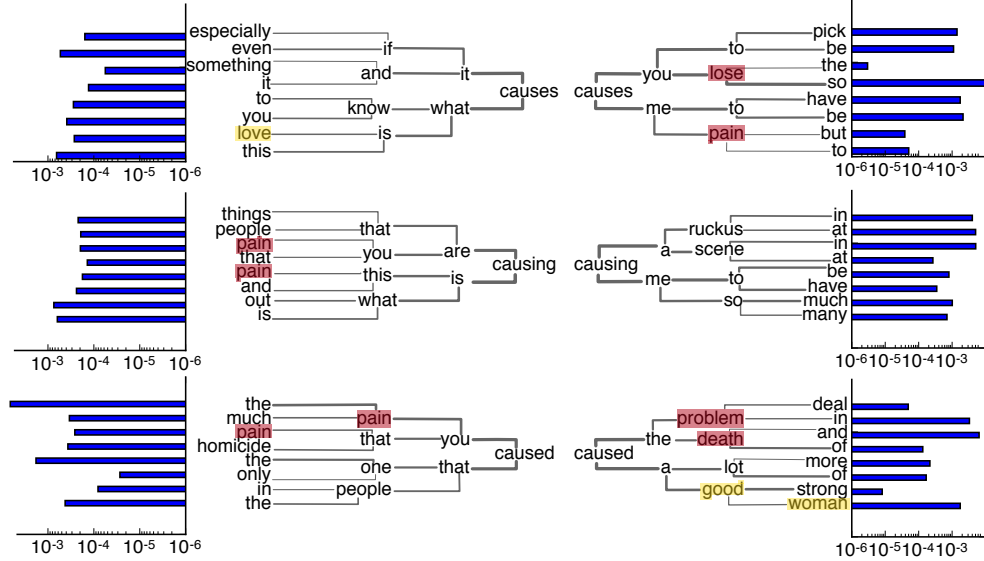 especially
even
if
something
and
it
it
to
know
what
causes
you
love
is
this
10-3 10-4 10-5 10-6
pick
to
be
you
lose
the
causes
so
me
to
have
be
pain
but
to
10-6 10-5 10-4 10-3
things
people
that
pain
you
are
that
causing
pain
this
is
and
out
what
is
10-3 10-4 10-5 10-6
in
ruckus
at
a
scene
in
causing
at
me
to
be
have
so
much
many
10-6 10-5 10-4 10-3
the
much
pain
pain
that
you
homicide
caused
the
one
that
only
in
people
the
10-3 10-4 10-5 10-6
deal
problem
in
the
death
and
caused
of
a
lot
more
of
good
strong
woman
10-6 10-5 10-4 10-3